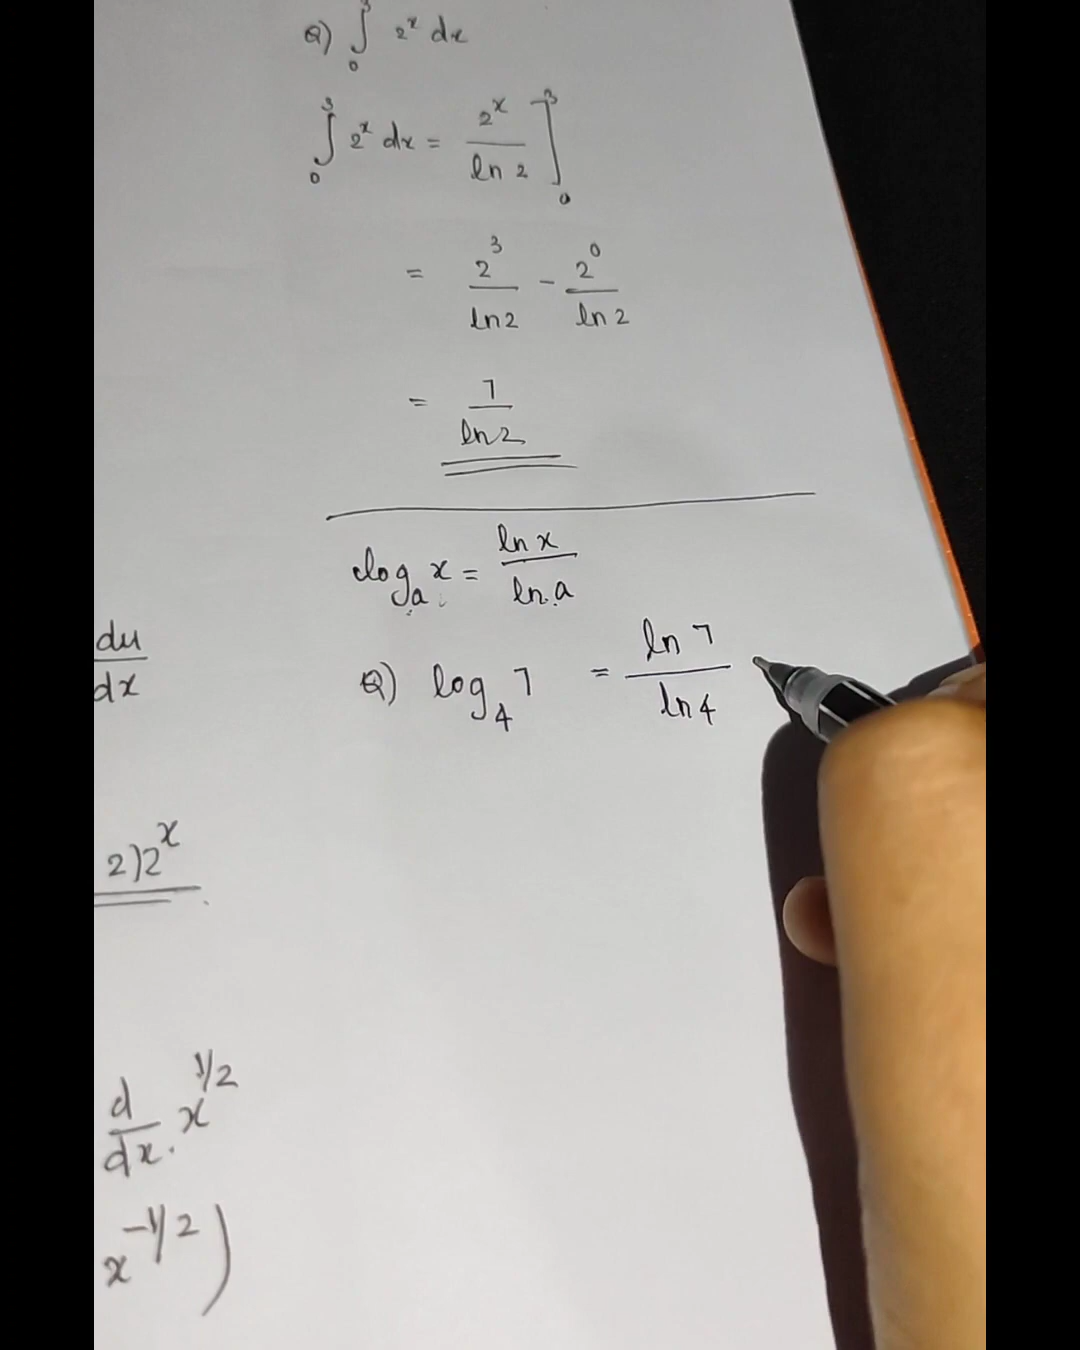 Q) ∫₀³ 2ˣ dx
∫₀³ 2ˣ dx = 2ˣ / ln 2 ]₀³
= 2³ / ln2 - 2⁰ / ln 2
= 7 / ln2
logₐ x = ln x / ln a
Q) log₄ 7 = ln 7 / ln 4
du / dx
2)2ˣ
d / dx . x^1/2
x^-1/2 )